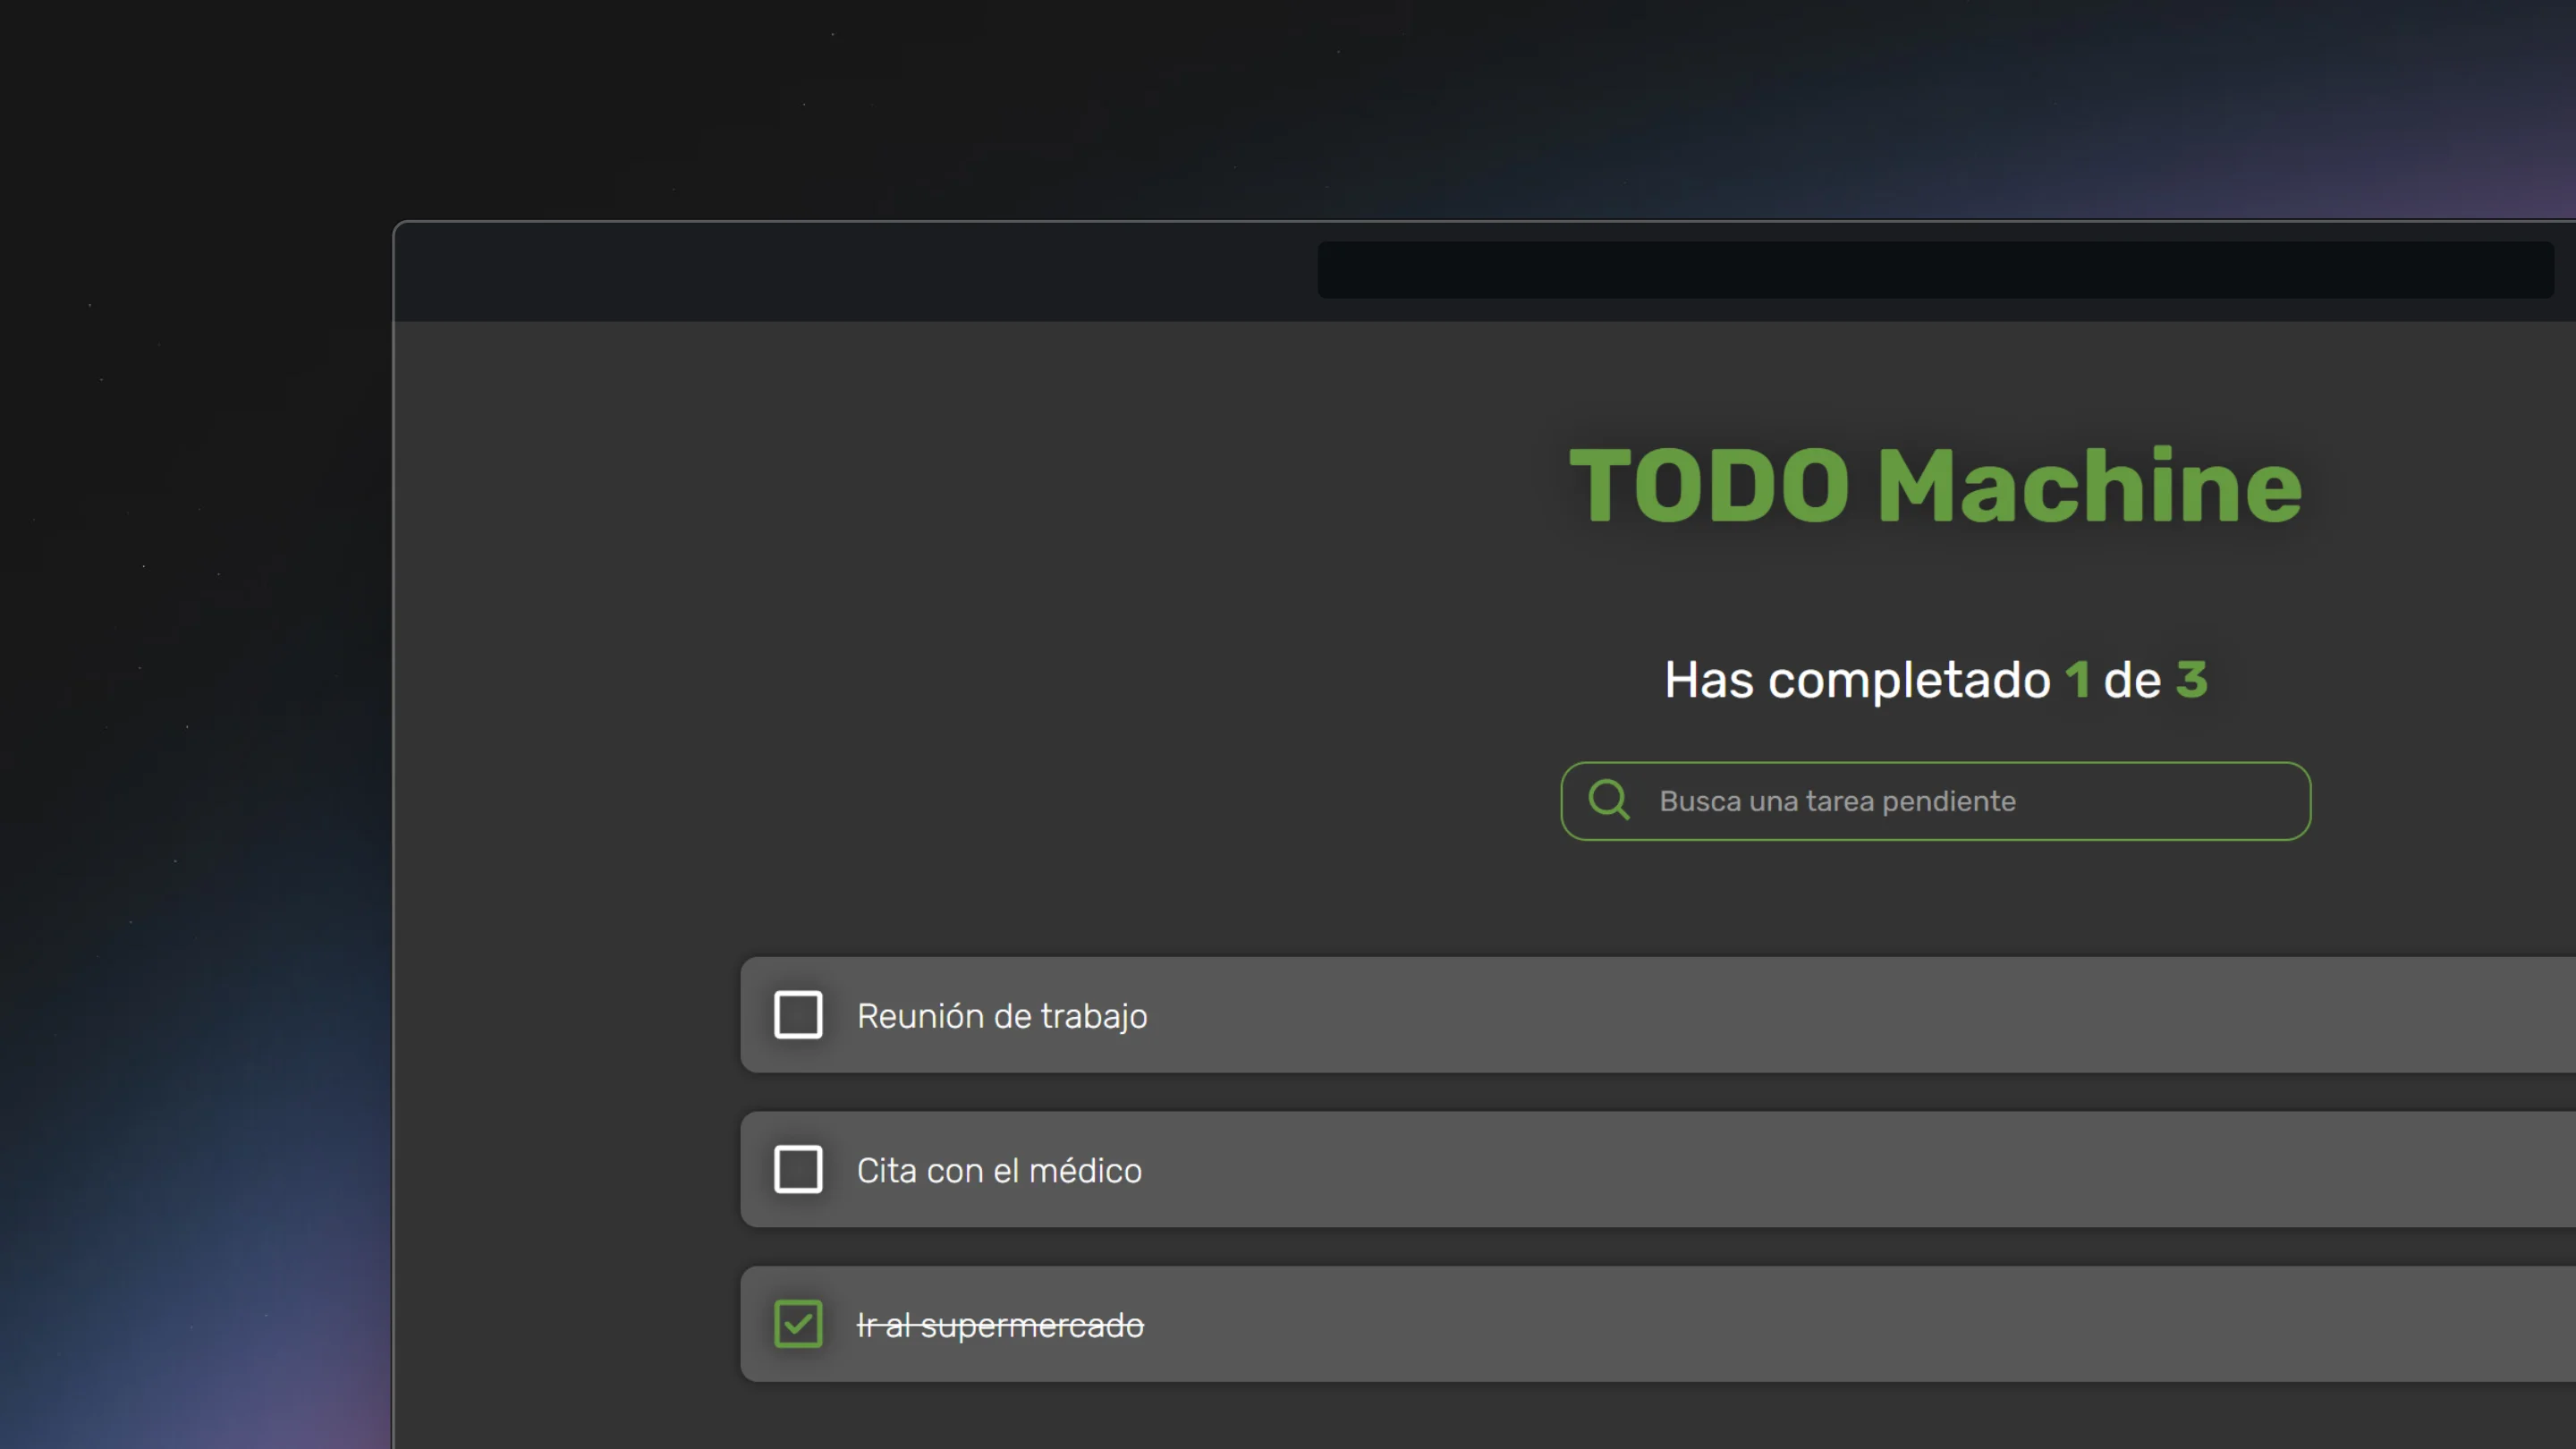 TODO Machine
Has completado 1 de 3
Busca una tarea pendiente
Reunión de trabajo
Cita con el médico
Ir al supermercado